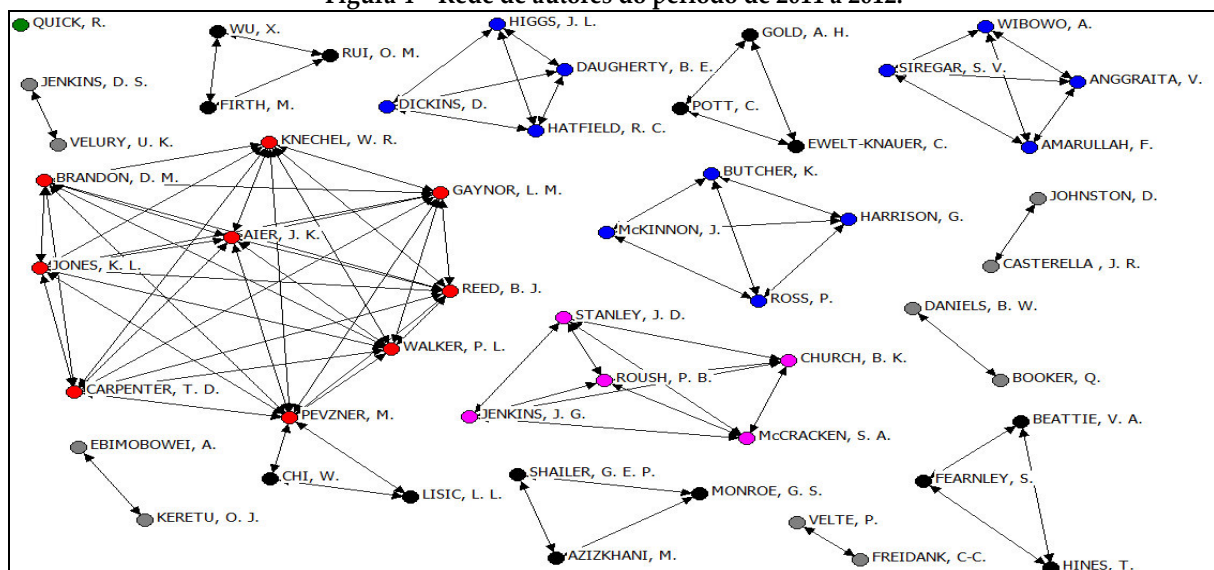 Figura 1 - Rede de autores do período de 2011 a 2012.
QUICK, R.
WU, X.
RUI, O. M.
FIRTH, M.
JENKINS, D. S.
VELURY, U. K.
HIGGS, J. L.
DAUGHERTY, B. E.
DICKINS, D.
HATFIELD, R. C.
GOLD, A. H.
POTT, C.
EWELT-KNAUER, C.
WIBOWO, A.
SIREGAR, S. V.
ANGGRAITA, V.
AMARULLAH, F.
KNECHEL, W. R.
BRANDON, D. M.
GAYNOR, L. M.
AIER, J. K.
JONES, K. L.
REED, B. J.
WALKER, P. L.
CARPENTER, T. D.
PEVZNER, M.
CHI, W.
LISIC, L. L.
BUTCHER, K.
McKINNON, J.
HARRISON, G.
ROSS, P.
JOHNSTON, D.
CASTERELLA , J. R.
DANIELS, B. W.
BOOKER, Q.
STANLEY, J. D.
CHURCH, B. K.
ROUSH, P. B.
JENKINS, J. G.
McCRACKEN, S. A.
EBIMOBOWEI, A.
KERETU, O. J.
SHAILER, G. E. P.
MONROE, G. S.
AZIZKHANI, M.
BEATTIE, V. A.
FEARNLEY, S.
HINES, T.
VELTE, P.
FREIDANK, C-C.